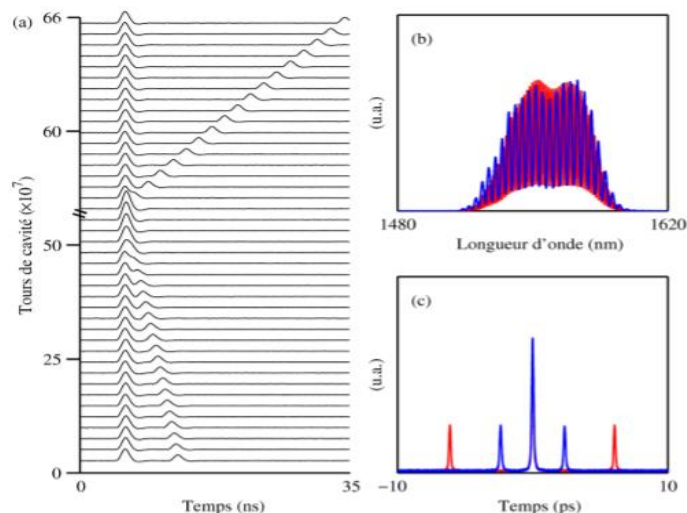 (a)
66
60
50
25
0
Tours de cavité (×10⁷)
0
35
Temps (ns)
(b)
(u.a.)
1480
1620
Longueur d'onde (nm)
(c)
(u.a.)
−10
10
Temps (ps)